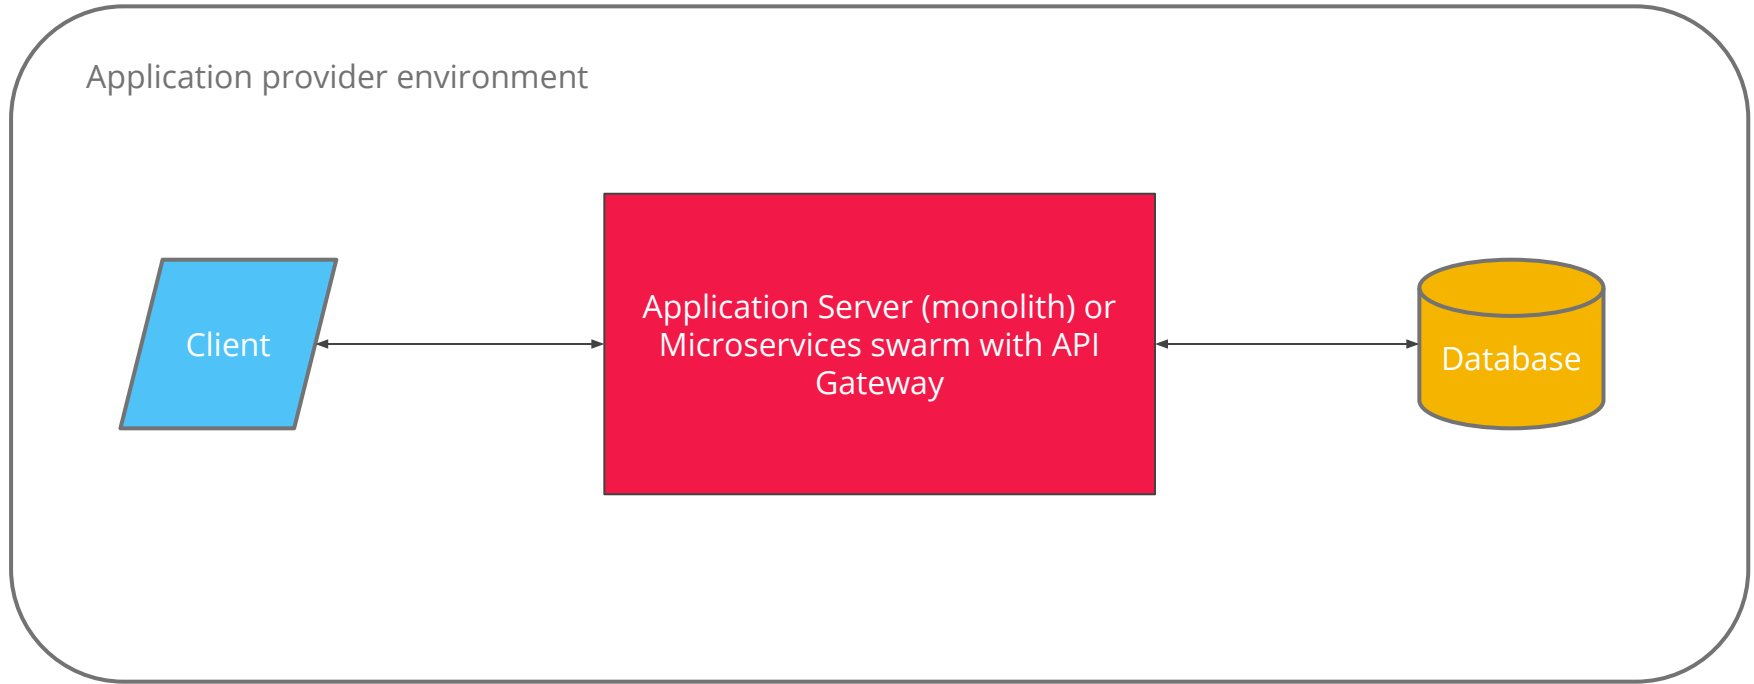 Application provider environment
Client
Application Server (monolith) or
Microservices swarm with API
Gateway
Database